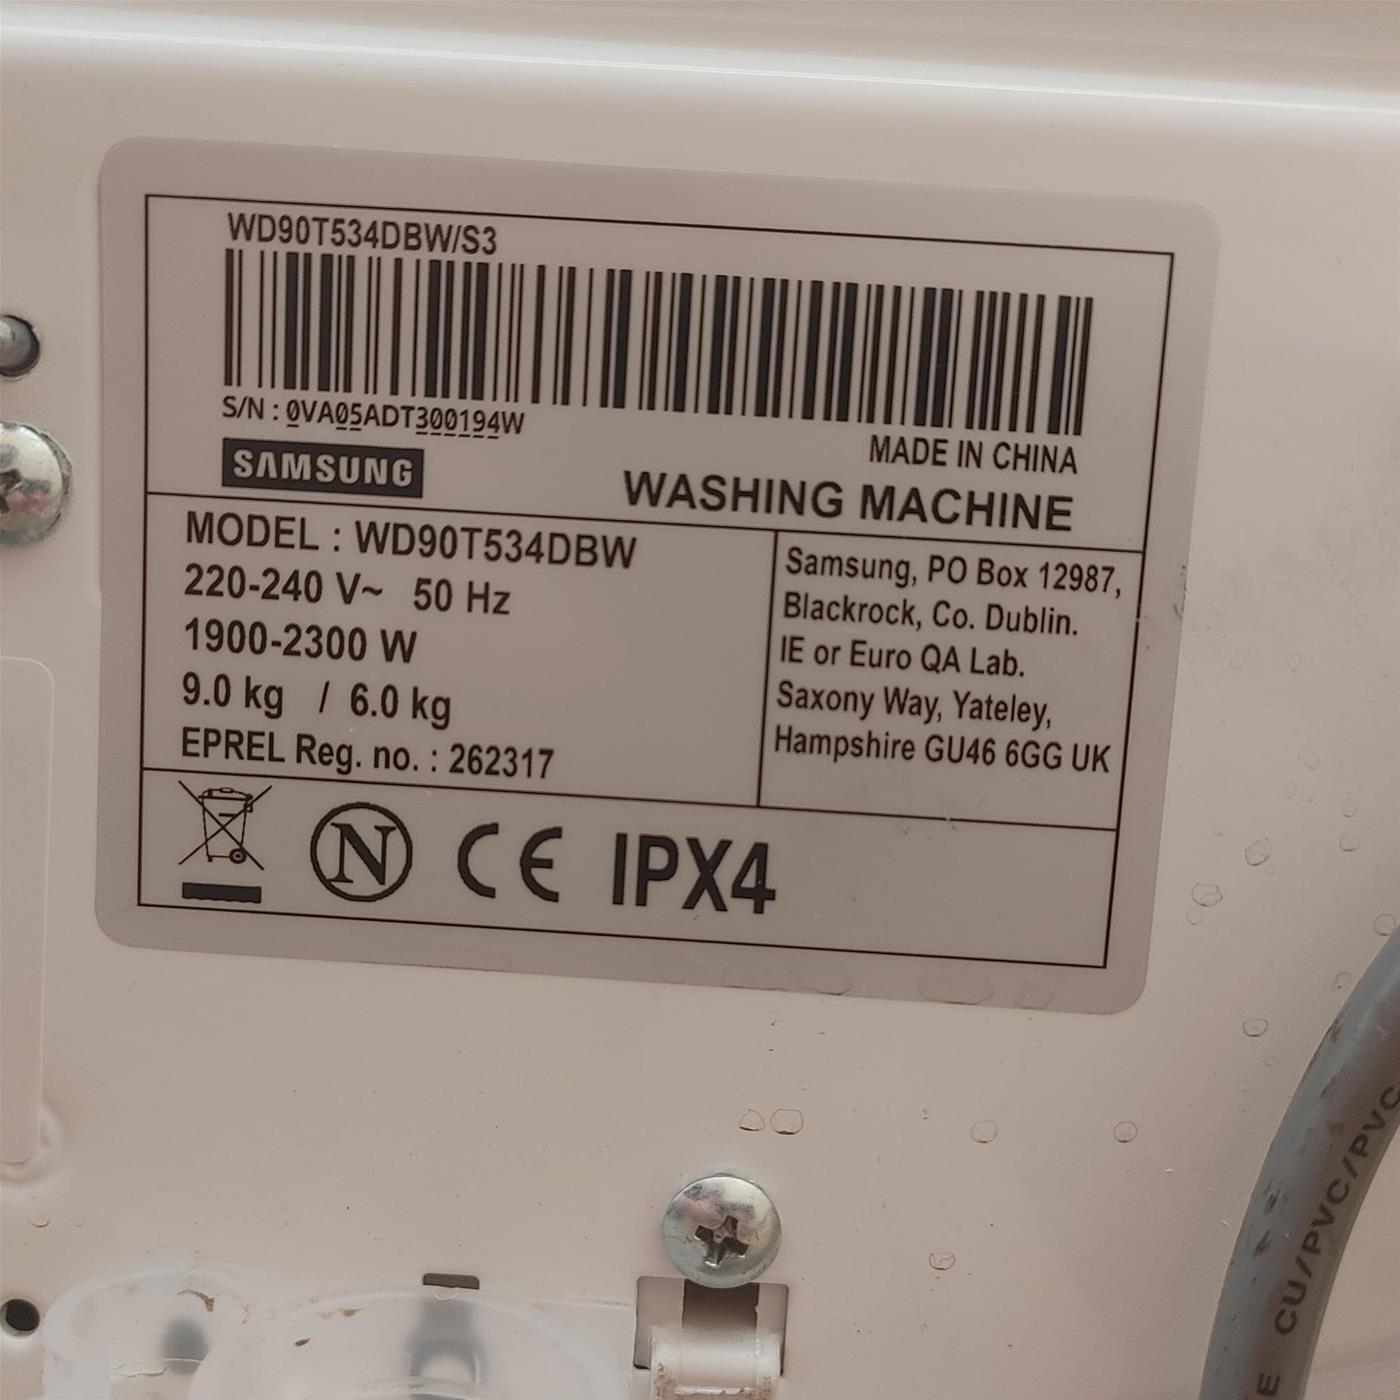 WD90T534DBW/S3
S/N : 0VA05ADT300194W
MADE IN CHINA
SAMSUNG
WASHING MACHINE
MODEL : WD90T534DBW
220-240 V~ 50 Hz
1900-2300 W
9.0 kg / 6.0 kg
EPREL Reg. no. : 262317
Samsung, PO Box 12987,
Blackrock, Co. Dublin.
IE or Euro QA Lab.
Saxony Way, Yateley,
Hampshire GU46 6GG UK
N CE IPX4
CU/PVC/PVC